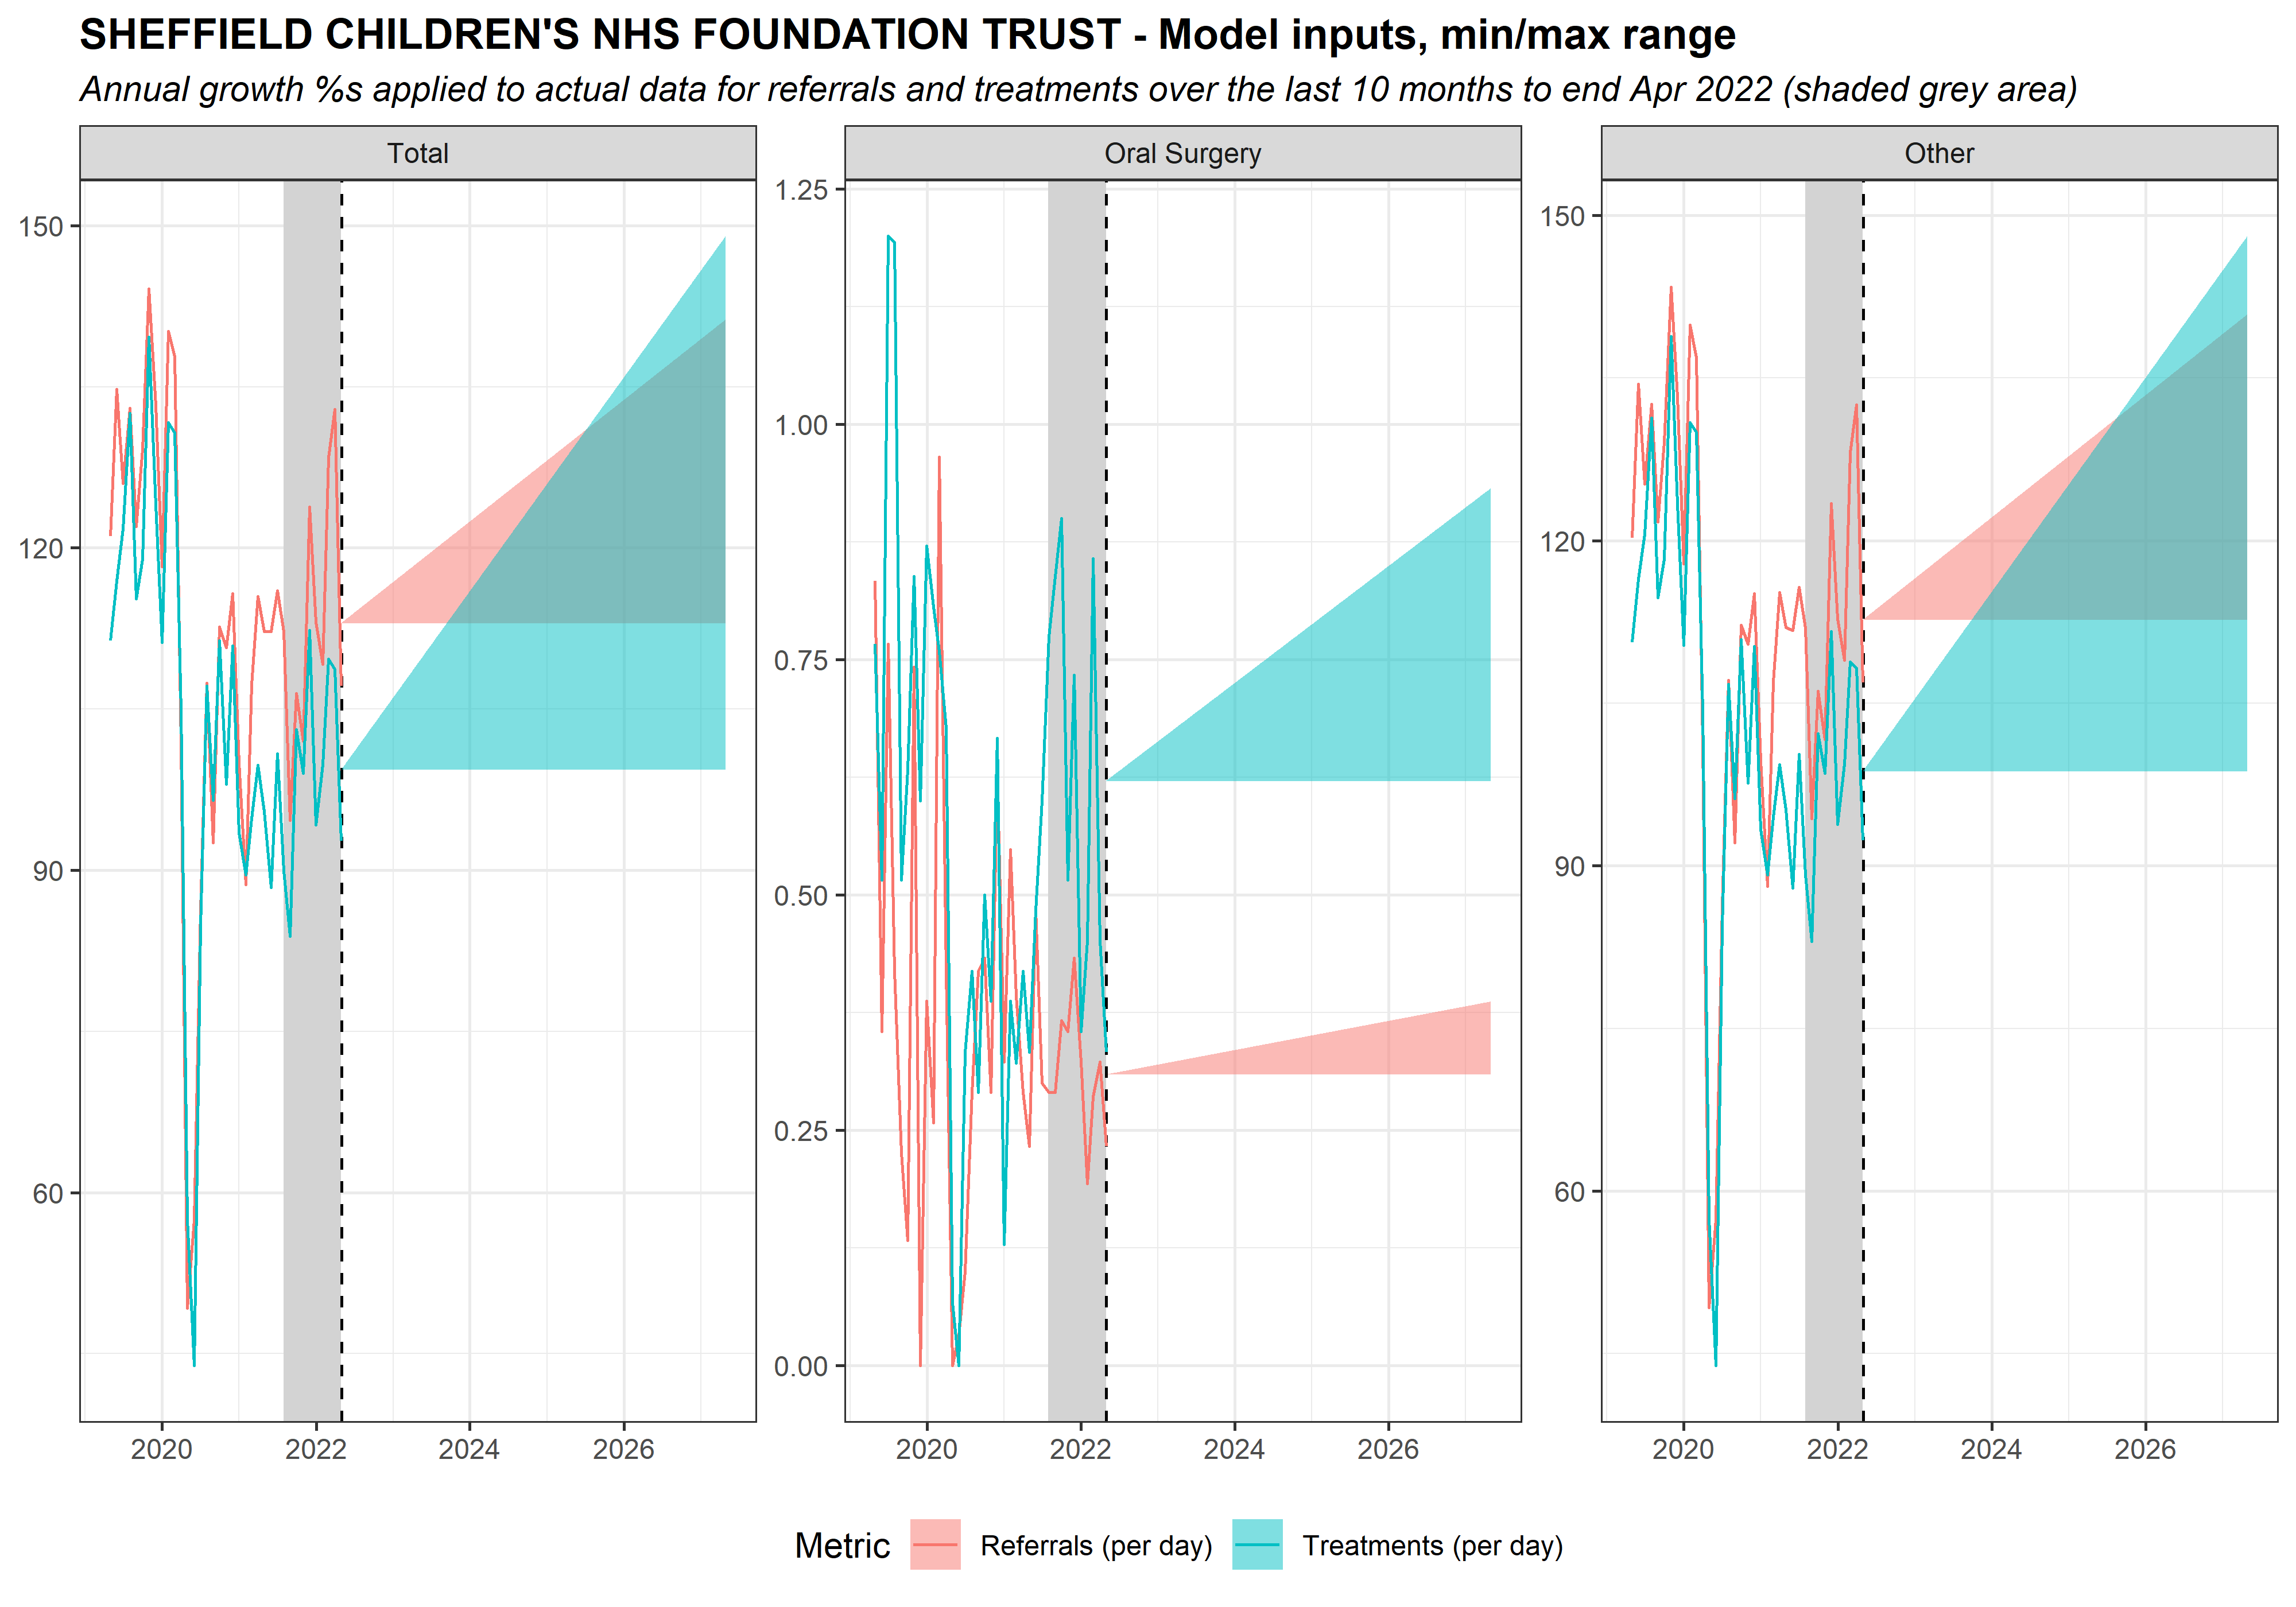 SHEFFIELD CHILDREN'S NHS FOUNDATION TRUST - Model inputs, min/max range
Annual growth %s applied to actual data for referrals and treatments over the last 10 months to end Apr 2022 (shaded grey area)
Total
150
120
90
60
2020 2022 2024 2026
Oral Surgery
1.25
1.00
0.75
0.50
0.25
0.00
2020 2022 2024 2026
Other
150
120
90
60
2020 2022 2024 2026
Metric Referrals (per day) Treatments (per day)